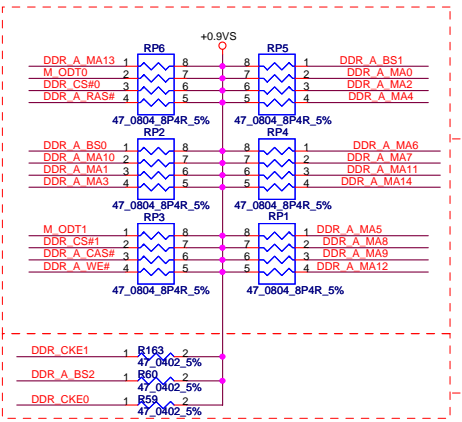 +0.9VS
RP6 RP5
DDR_A_MA13 1 8 8 1 DDR_A_BS1
M_ODT0 2 7 7 2 DDR_A_MA0
DDR_CS#0 3 6 6 3 DDR_A_MA2
DDR_A_RAS# 4 5 5 4 DDR_A_MA4
47_0804_8P4R_5% 47_0804_8P4R_5%
RP2 RP4
DDR_A_BS0 1 8 8 1 DDR_A_MA6
DDR_A_MA10 2 7 7 2 DDR_A_MA7
DDR_A_MA1 3 6 6 3 DDR_A_MA11
DDR_A_MA3 4 5 5 4 DDR_A_MA14
47_0804_8P4R_5% 47_0804_8P4R_5%
RP3 RP1
M_ODT1 1 8 8 1 DDR_A_MA5
DDR_CS#1 2 7 7 2 DDR_A_MA8
DDR_A_CAS# 3 6 6 3 DDR_A_MA9
DDR_A_WE# 4 5 5 4 DDR_A_MA12
47_0804_8P4R_5% 47_0804_8P4R_5%
DDR_CKE1 1 R163 2
47_0402_5%
DDR_A_BS2 1 R60 2
47_0402_5%
DDR_CKE0 1 R59 2
47_0402_5%